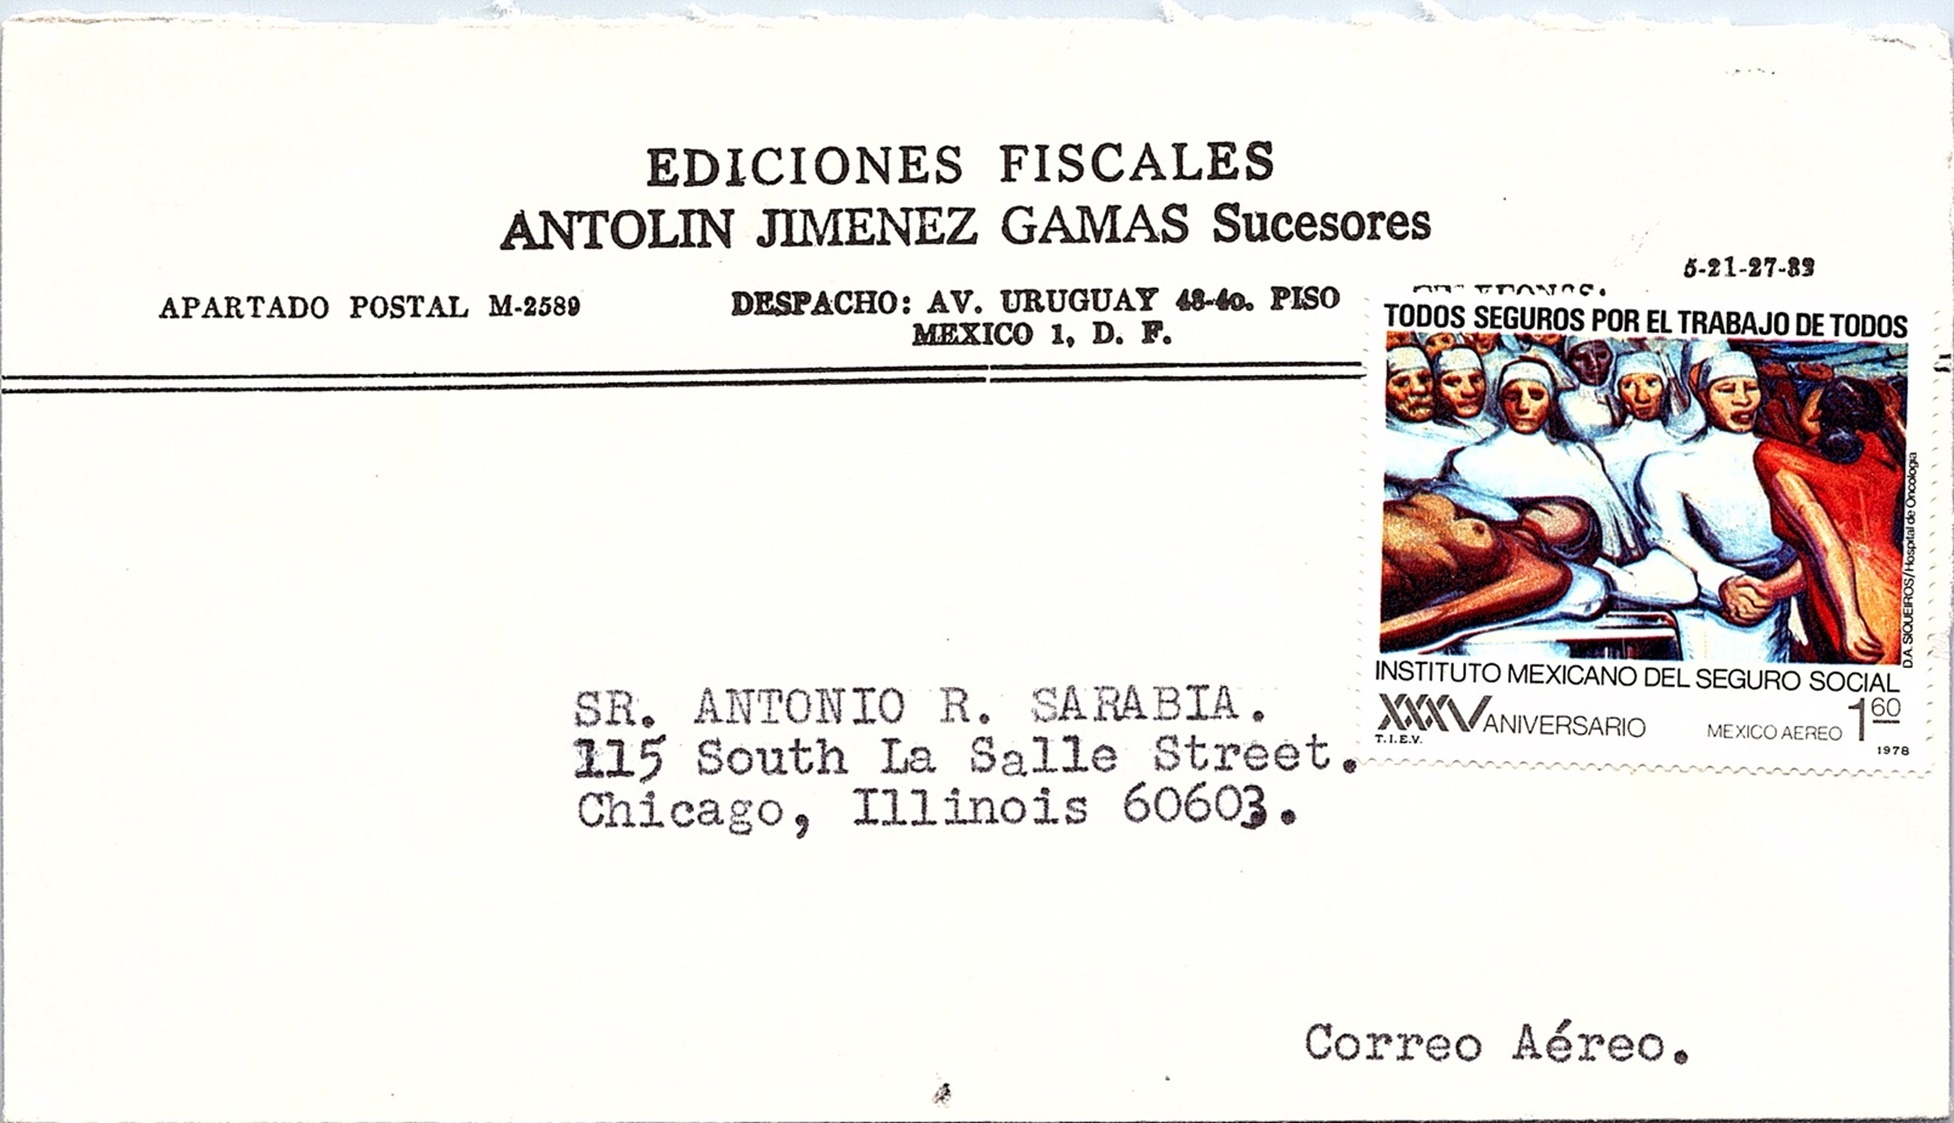 EDICIONES FISCALES
ANTOLIN JIMENEZ GAMAS Sucesores
5-21-27-89
APARTADO POSTAL M-2589
DESPACHO: AV. URUGUAY 48-4o. PISO
MEXICO 1, D. F.
TODOS SEGUROS POR EL TRABAJO DE TODOS
D.A. SIQUEIROS/Hospital de Oncología
INSTITUTO MEXICANO DEL SEGURO SOCIAL
XXXV ANIVERSARIO
MEXICO AEREO 1 60
T.I.E.V.
1978
SR. ANTONIO R. SARABIA.
115 South La Salle Street.
Chicago, Illinois 60603.
Correo Aéreo.